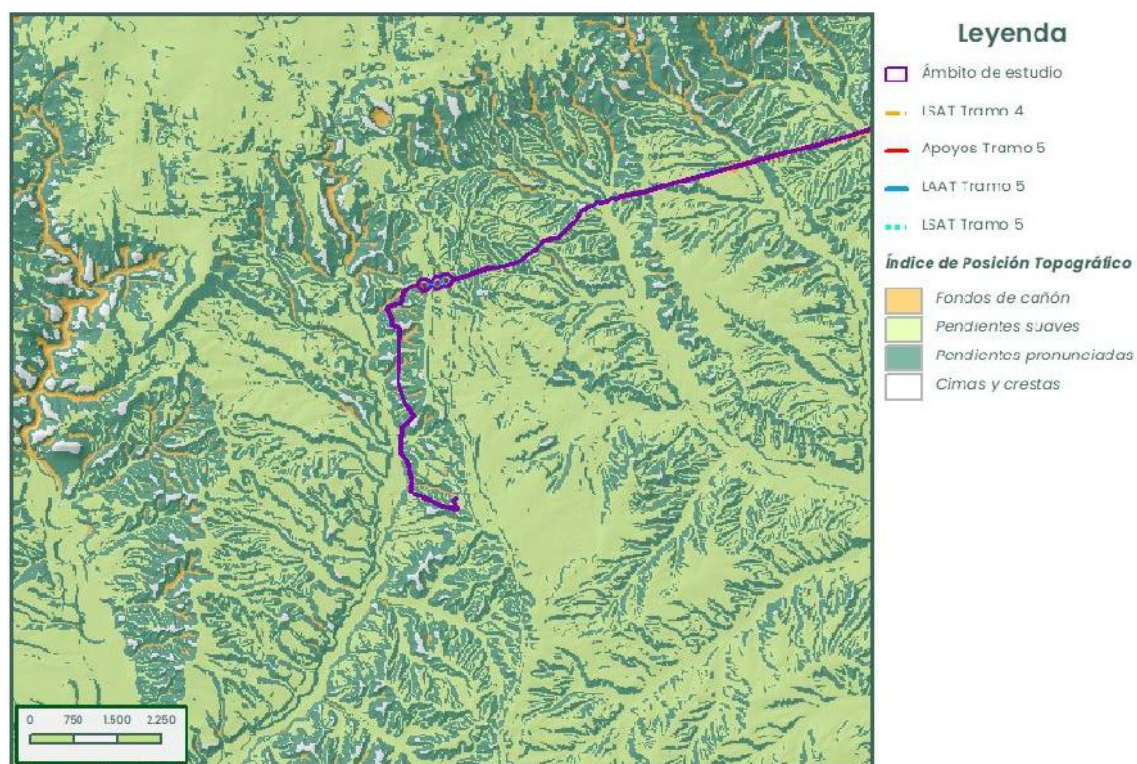 Leyenda
Ámbito de estudio
LSAT Tramo 4
Apoyos Tramo 5
LAAT Tramo 5
LSAT Tramo 5
Índice de Posición Topográfico
Fondos de cañón
Pendientes suaves
Pendientes pronunciadas
Cimas y crestas
0 750 1.500 2.250